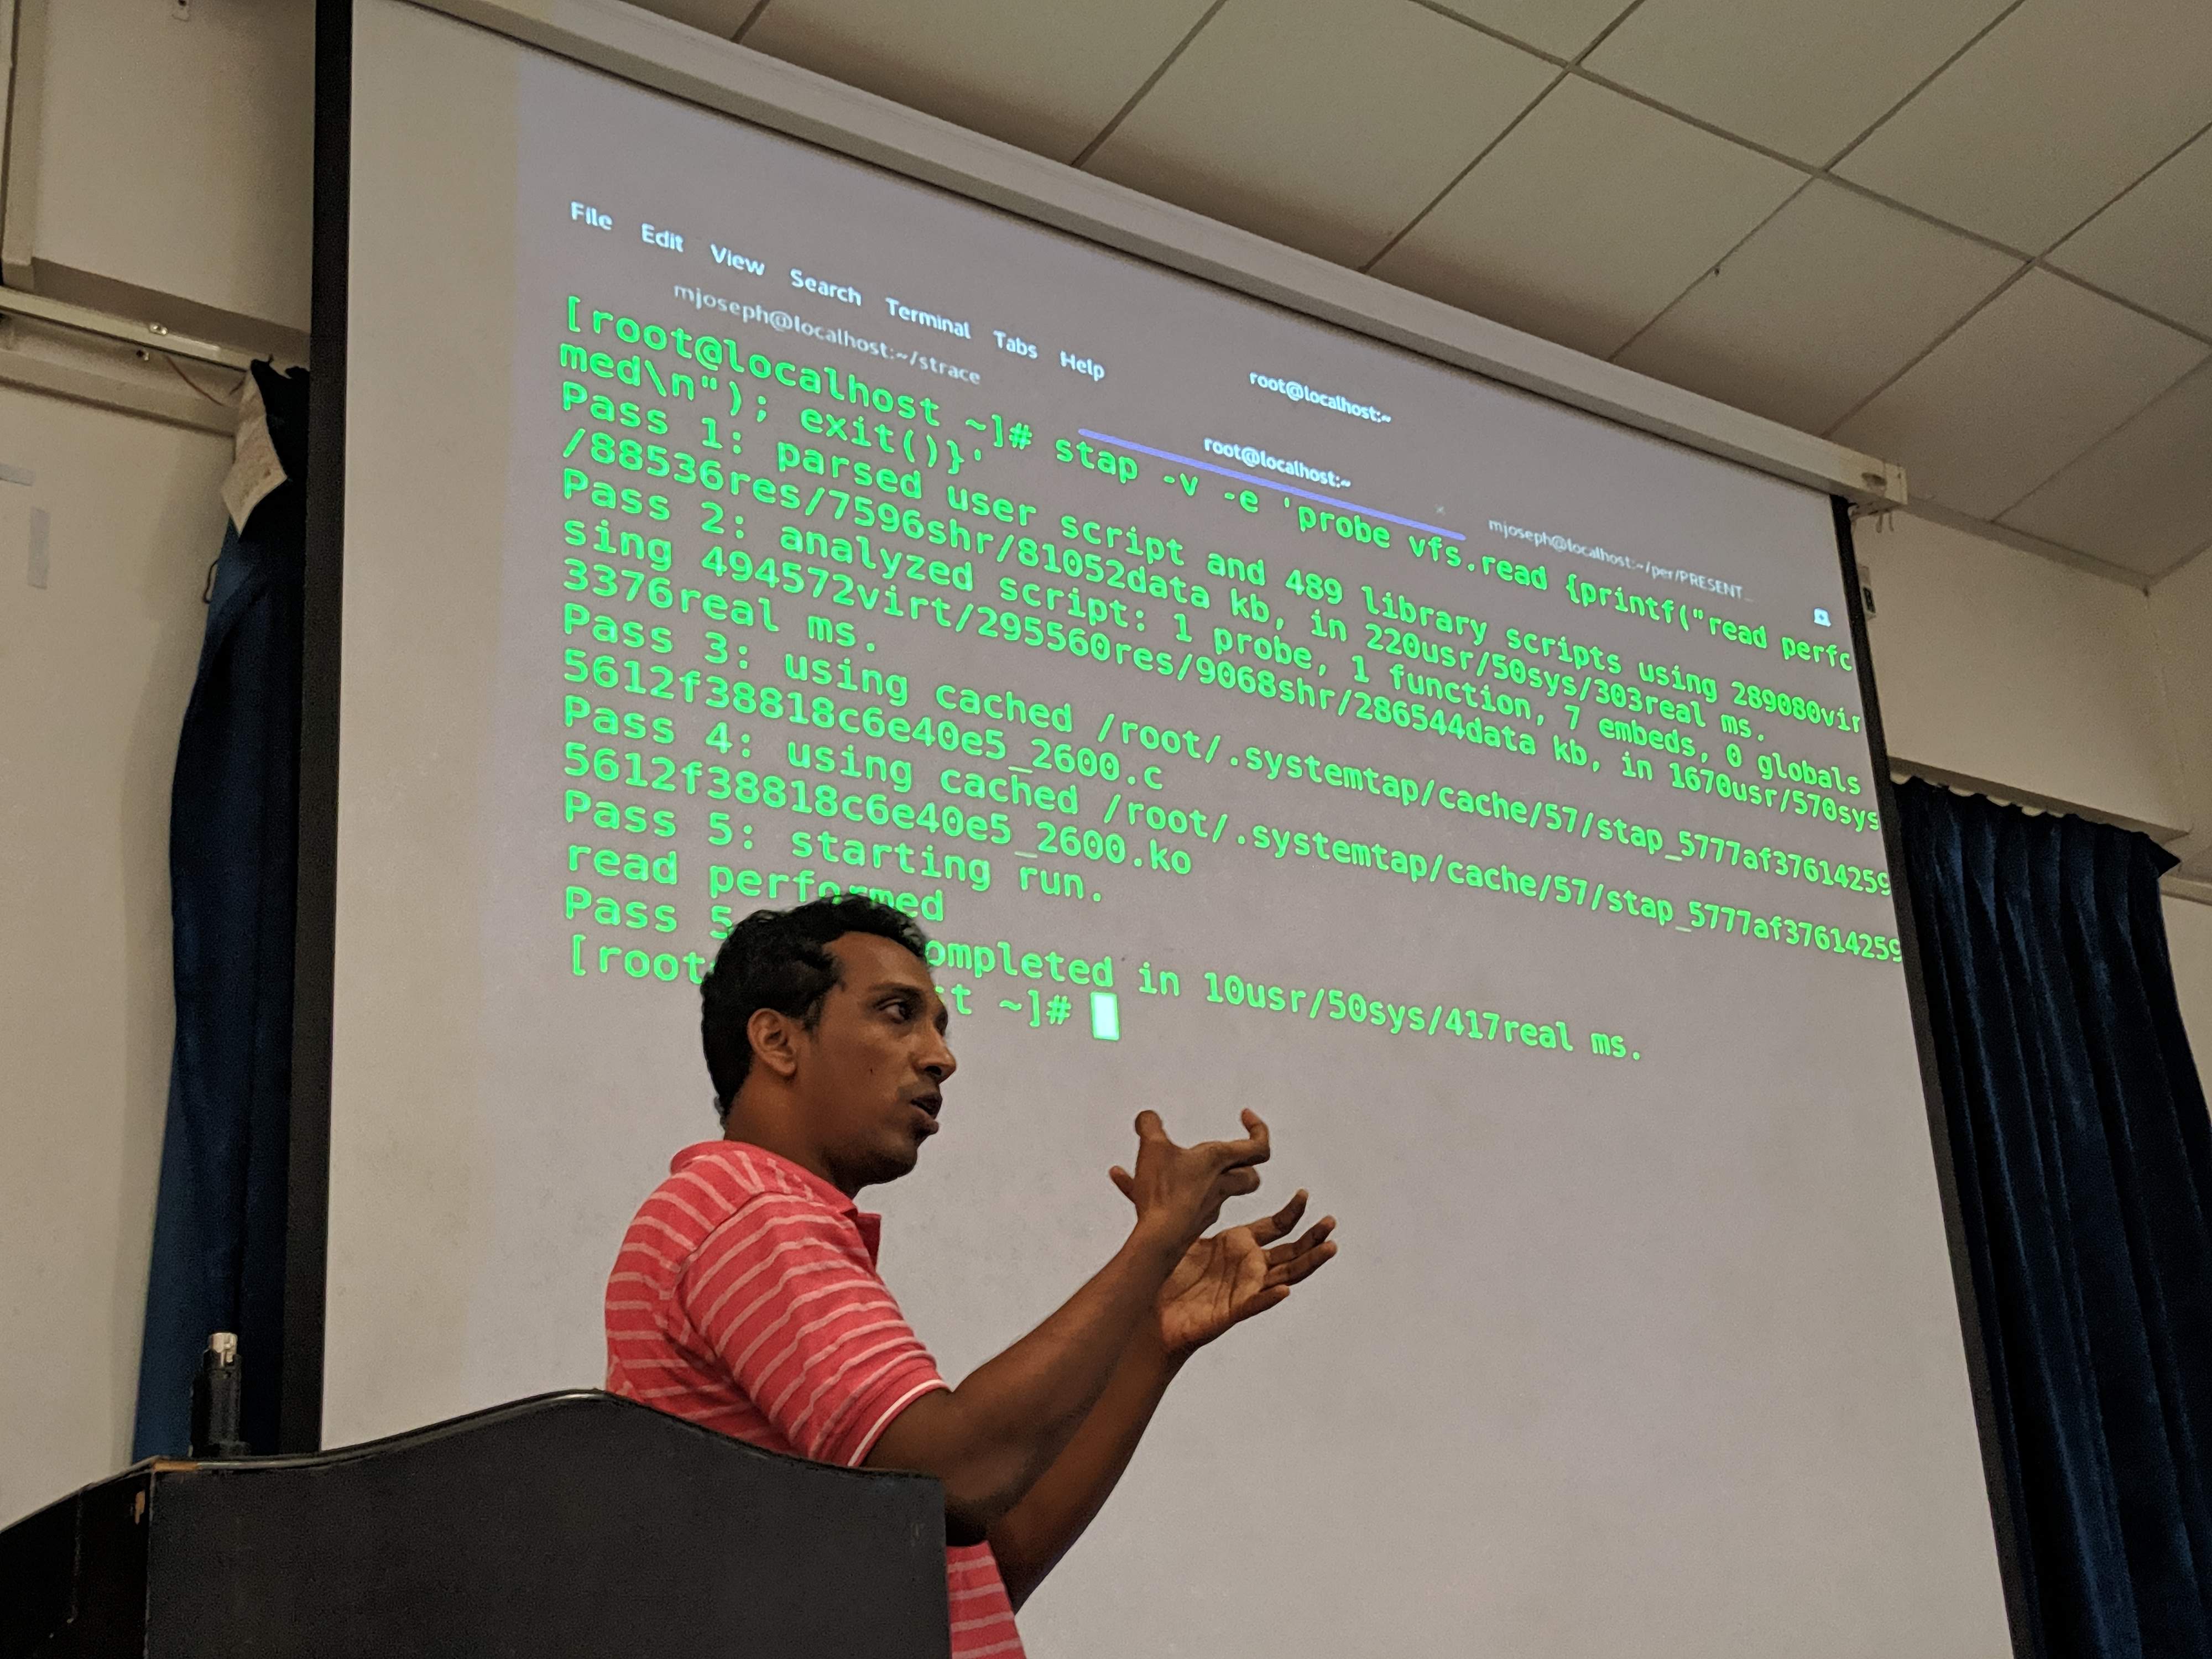 File Edit View Search Terminal Tabs Help
root@localhost:~
mjoseph@localhost:~/strace
root@localhost:~
mjoseph@localhost:~/per/PRESENT...
[root@localhost ~]# stap -v -e 'probe vfs.read {printf("read perfo
med\n"); exit()}'
Pass 1: parsed user script and 489 library scripts using 289080vir
/88536res/7596shr/81052data kb, in 220usr/50sys/303real ms.
Pass 2: analyzed script: 1 probe, 1 function, 7 embeds, 0 globals
sing 494572virt/295560res/9068shr/286544data kb, in 1670usr/570sys
3376real ms.
Pass 3: using cached /root/.systemtap/cache/57/stap_5777af37614259
5612f38818c6e40e5_2600.c
Pass 4: using cached /root/.systemtap/cache/57/stap_5777af37614259
5612f38818c6e40e5_2600.ko
Pass 5: starting run.
read performed
Pass 5 ompleted in 10usr/50sys/417real ms.
[root t ~]#